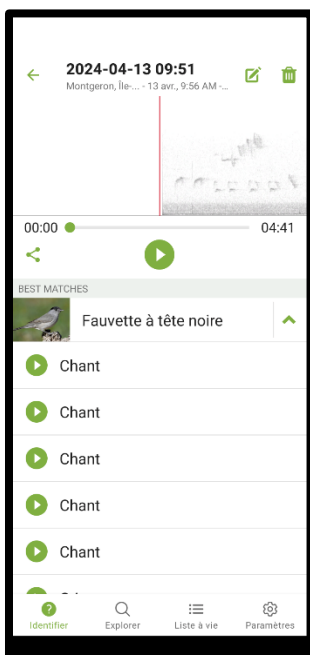 2024-04-13 09:51
Montgeron, Île-... - 13 avr., 9:56 AM -...
00:00
04:41
BEST MATCHES
Fauvette à tête noire
Chant
Chant
Chant
Chant
Chant
Identifier
Explorer
Liste à vie
Paramètres